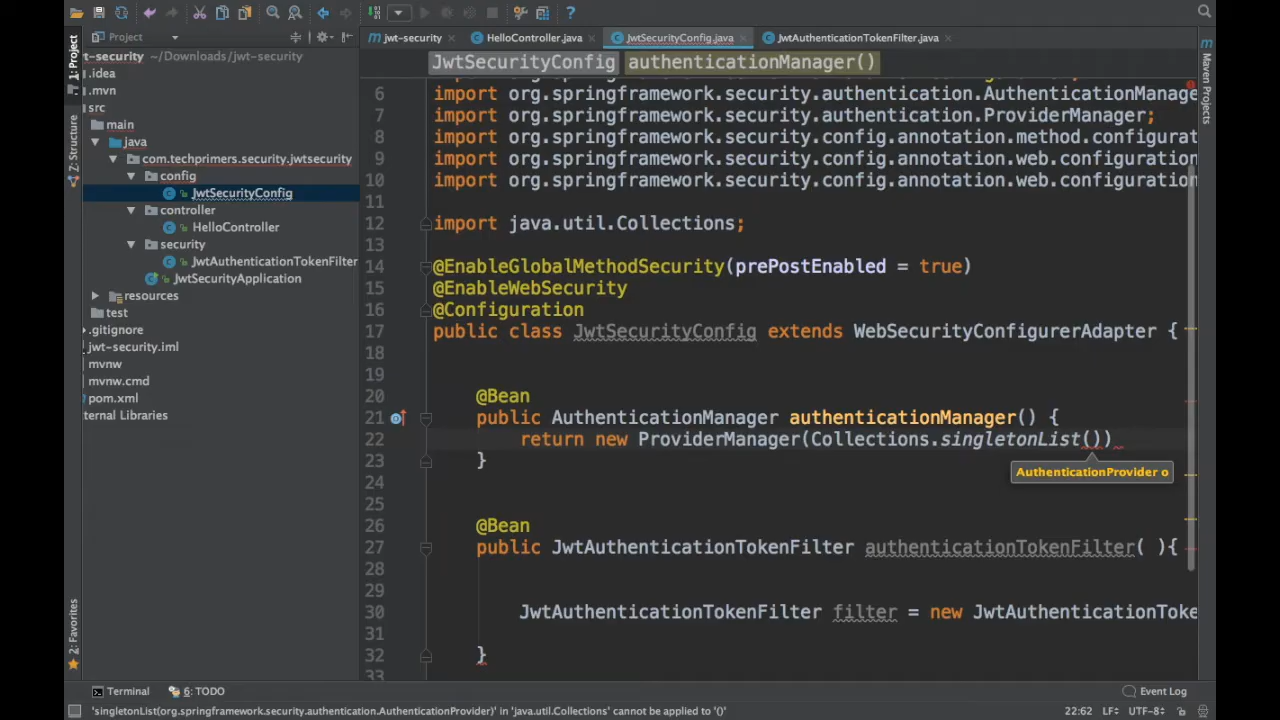 jwt-security
HelloController.java
JwtSecurityConfig.java
JwtAuthenticationTokenFilter.java
Project
JwtSecurityConfig
authenticationManager()
1: Project
Z: Structure
2: Favorites
Maven Projects
t-security ~/Downloads/jwt-security
.idea
.mvn
src
main
java
com.techprimers.security.jwtsecurity
config
JwtSecurityConfig
controller
HelloController
security
JwtAuthenticationTokenFilter
JwtSecurityApplication
resources
test
.gitignore
jwt-security.iml
mvnw
mvnw.cmd
pom.xml
ternal Libraries
6 import org.springframework.security.authentication.AuthenticationManage
7 import org.springframework.security.authentication.ProviderManager;
8 import org.springframework.security.config.annotation.method.configurat
9 import org.springframework.security.config.annotation.web.configuration
10 import org.springframework.security.config.annotation.web.configuration
11
12 import java.util.Collections;
13
14 @EnableGlobalMethodSecurity(prePostEnabled = true)
15 @EnableWebSecurity
16 @Configuration
17 public class JwtSecurityConfig extends WebSecurityConfigurerAdapter {
18
19
20 @Bean
21 public AuthenticationManager authenticationManager() {
22 return new ProviderManager(Collections.singletonList())
23 }
AuthenticationProvider o
24
25
26 @Bean
27 public JwtAuthenticationTokenFilter authenticationTokenFilter( ){
28
29
30 JwtAuthenticationTokenFilter filter = new JwtAuthenticationToke
31
32 }
33
Terminal
6: TODO
Event Log
'singletonList(org.springframework.security.authentication.AuthenticationProvider)' in 'java.util.Collections' cannot be applied to '()'
22:62 LF÷ UTF-8÷